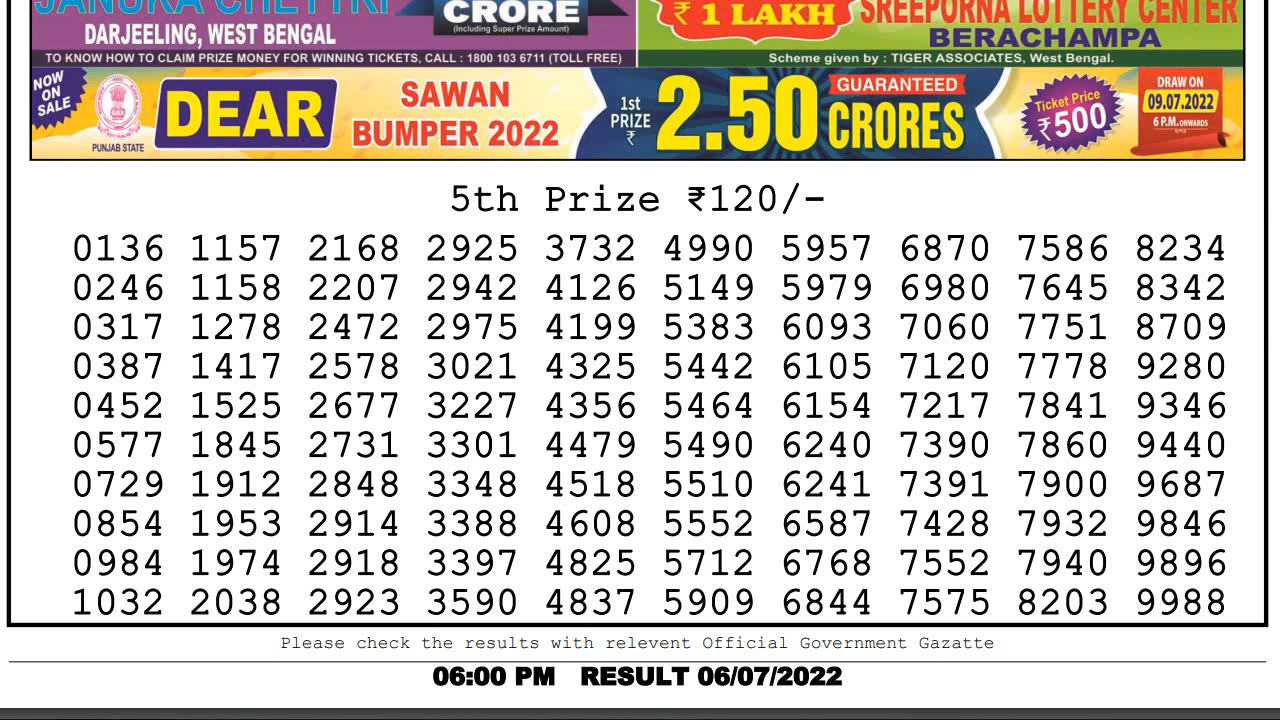 JANUKA CHETTRI
DARJEELING, WEST BENGAL
CRORE
(Including Super Prize Amount)
₹ 1 LAKH
SREEPORNA LOTTERY CENTER
BERACHAMPA
TO KNOW HOW TO CLAIM PRIZE MONEY FOR WINNING TICKETS, CALL : 1800 103 6711 (TOLL FREE)
Scheme given by : TIGER ASSOCIATES, West Bengal.
NOW
ON
SALE
PUNJAB STATE
DEAR
SAWAN
BUMPER 2022
1st
PRIZE
₹
2.50
GUARANTEED
CRORES
Ticket Price
₹500
DRAW ON
09.07.2022
6 P.M. ONWARDS
5th Prize ₹120/-
0136 1157 2168 2925 3732 4990 5957 6870 7586 8234
0246 1158 2207 2942 4126 5149 5979 6980 7645 8342
0317 1278 2472 2975 4199 5383 6093 7060 7751 8709
0387 1417 2578 3021 4325 5442 6105 7120 7778 9280
0452 1525 2677 3227 4356 5464 6154 7217 7841 9346
0577 1845 2731 3301 4479 5490 6240 7390 7860 9440
0729 1912 2848 3348 4518 5510 6241 7391 7900 9687
0854 1953 2914 3388 4608 5552 6587 7428 7932 9846
0984 1974 2918 3397 4825 5712 6768 7552 7940 9896
1032 2038 2923 3590 4837 5909 6844 7575 8203 9988
Please check the results with relevent Official Government Gazatte
06:00 PM RESULT 06/07/2022